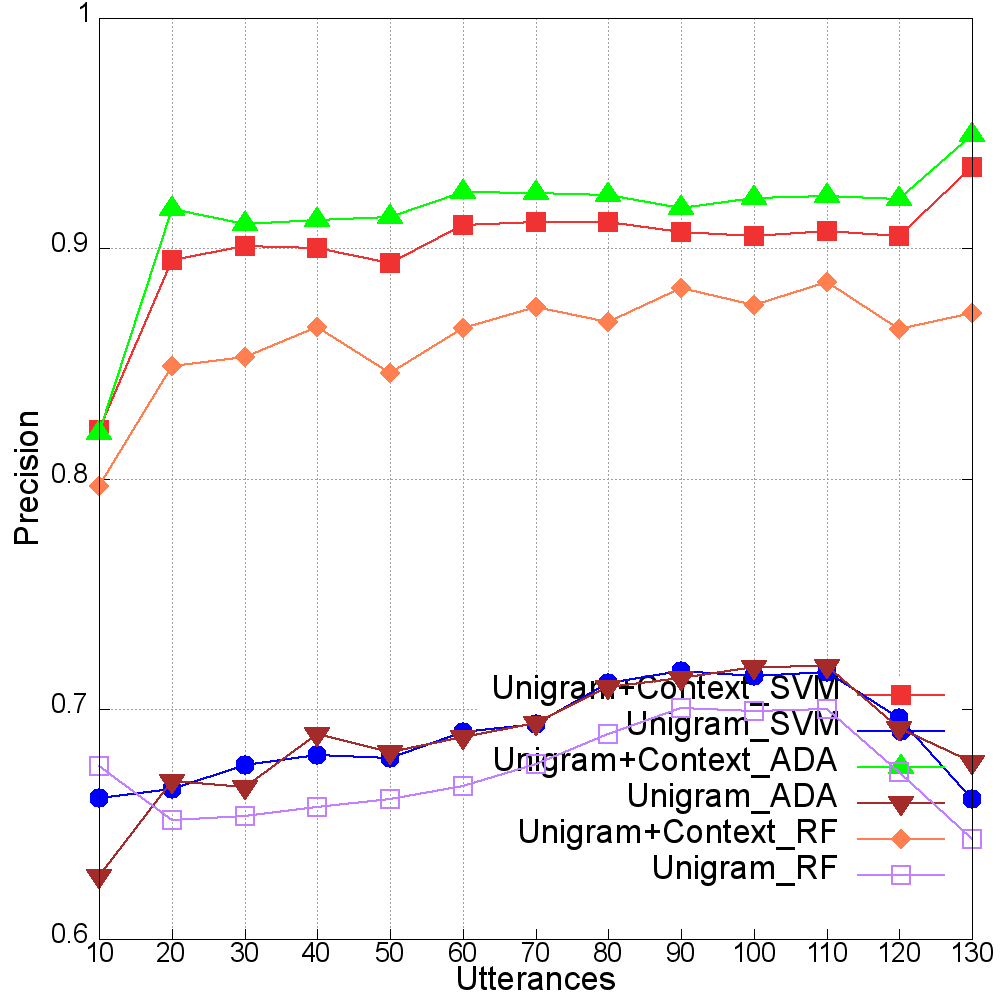 1
0.9
0.8
0.7
0.6
Precision
Unigram+Context_SVM
Unigram_SVM
Unigram+Context_ADA
Unigram_ADA
Unigram+Context_RF
Unigram_RF
10 20 30 40 50 60 70 80 90 100 110 120 130
Utterances